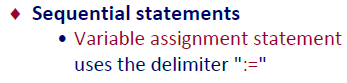 ♦ Sequential statements
• Variable assignment statement
uses the delimiter ":="